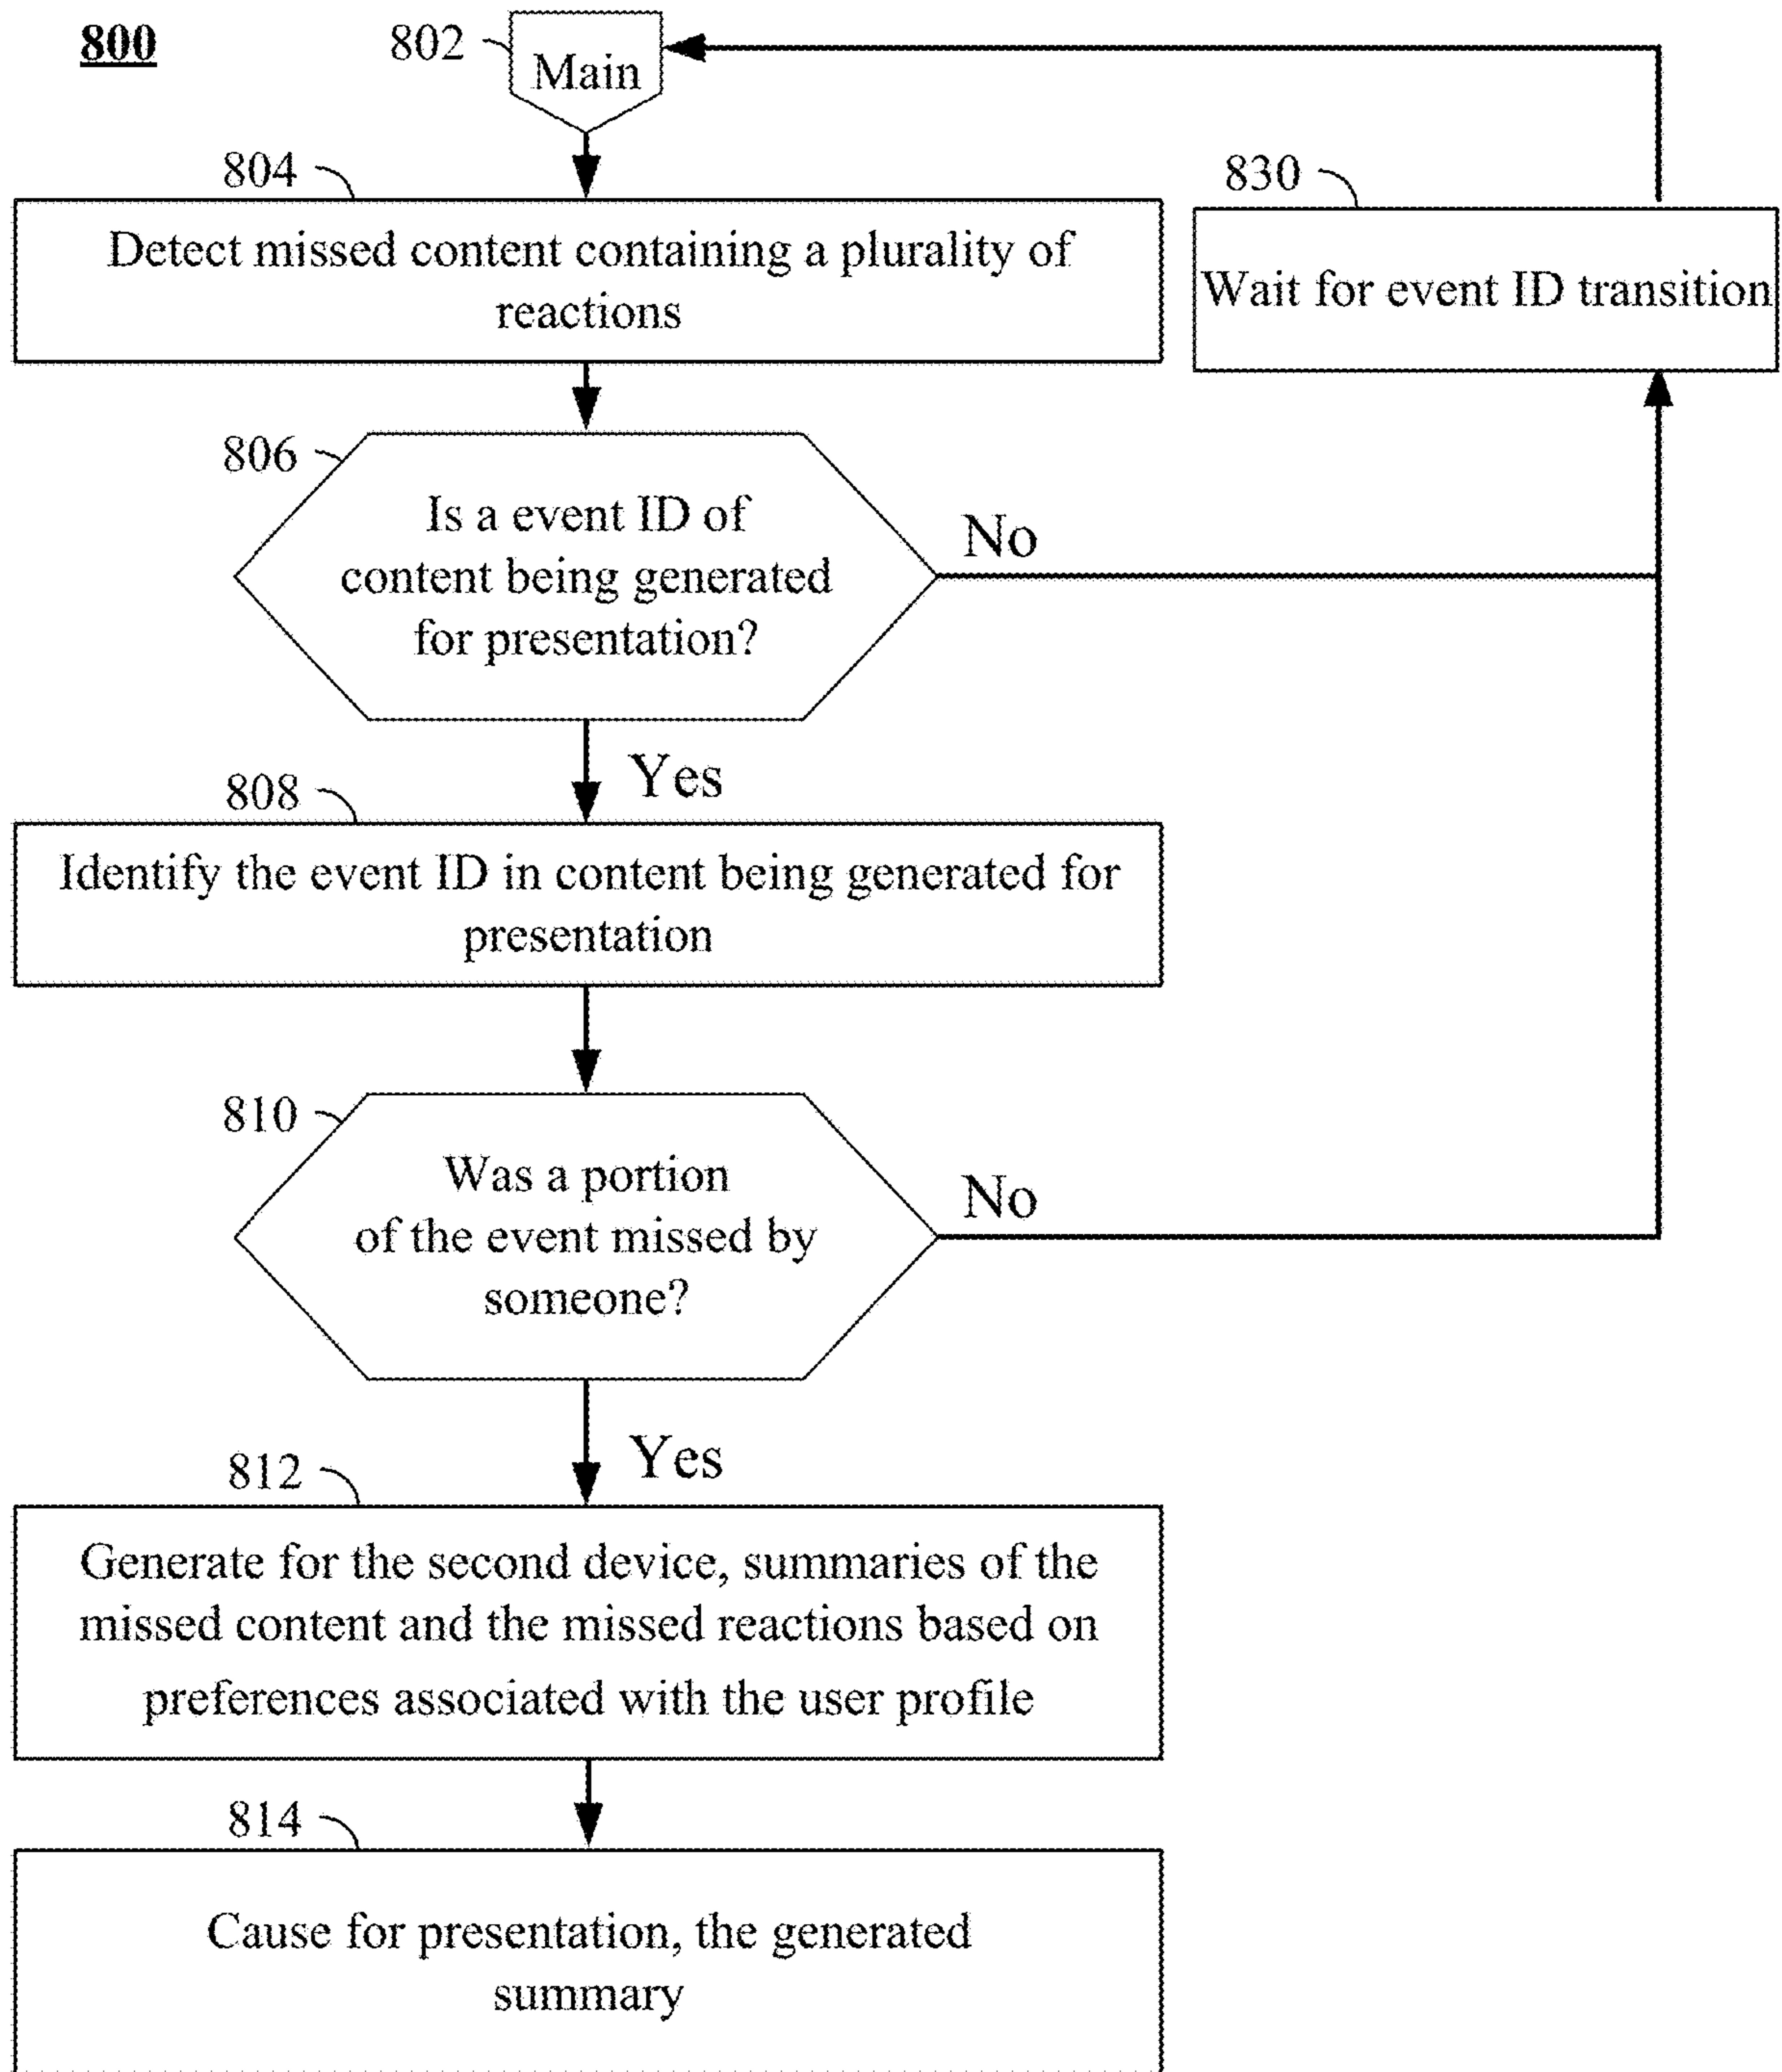 800
802
Main
804
Detect missed content containing a plurality of
reactions
830
Wait for event ID transition
806
Is a event ID of
content being generated
for presentation?
No
Yes
808
Identify the event ID in content being generated for
presentation
810
Was a portion
of the event missed by
someone?
No
Yes
812
Generate for the second device, summaries of the
missed content and the missed reactions based on
preferences associated with the user profile
814
Cause for presentation, the generated
summary